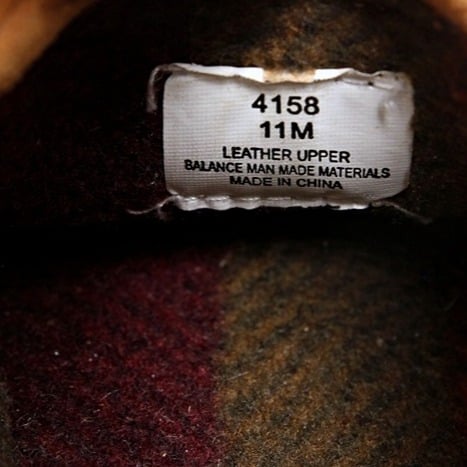 4158
11M
LEATHER UPPER
BALANCE MAN MADE MATERIALS
MADE IN CHINA